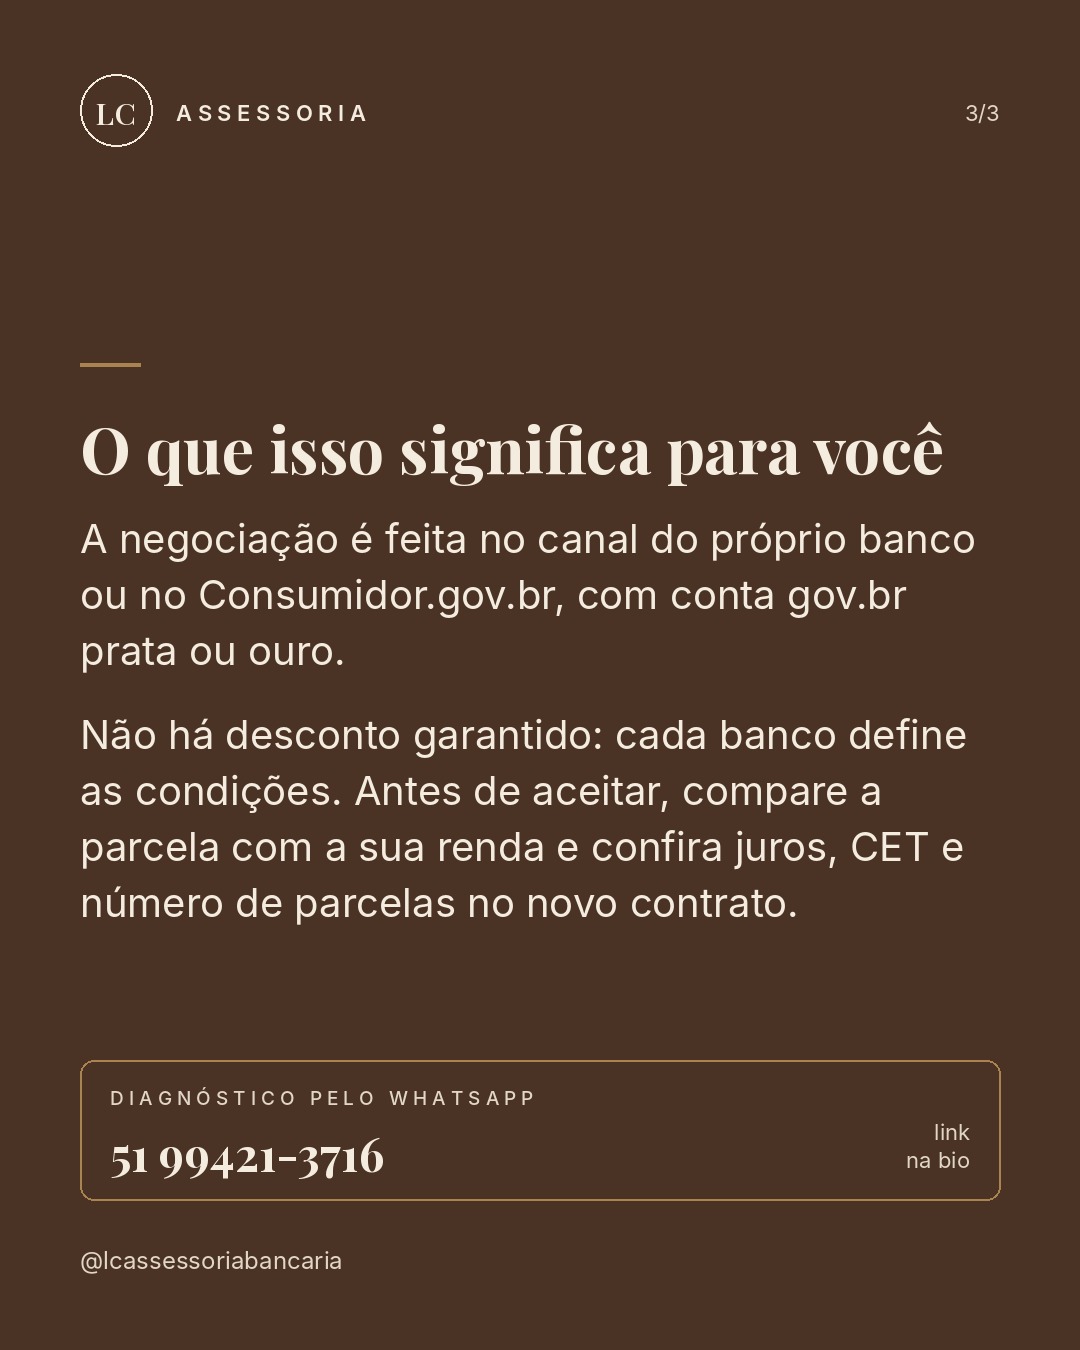 LC ASSESSORIA
3/3
O que isso significa para você
A negociação é feita no canal do próprio banco
ou no Consumidor.gov.br, com conta gov.br
prata ou ouro.
Não há desconto garantido: cada banco define
as condições. Antes de aceitar, compare a
parcela com a sua renda e confira juros, CET e
número de parcelas no novo contrato.
DIAGNÓSTICO PELO WHATSAPP
51 99421-3716
link
na bio
@lcassessoriabancaria